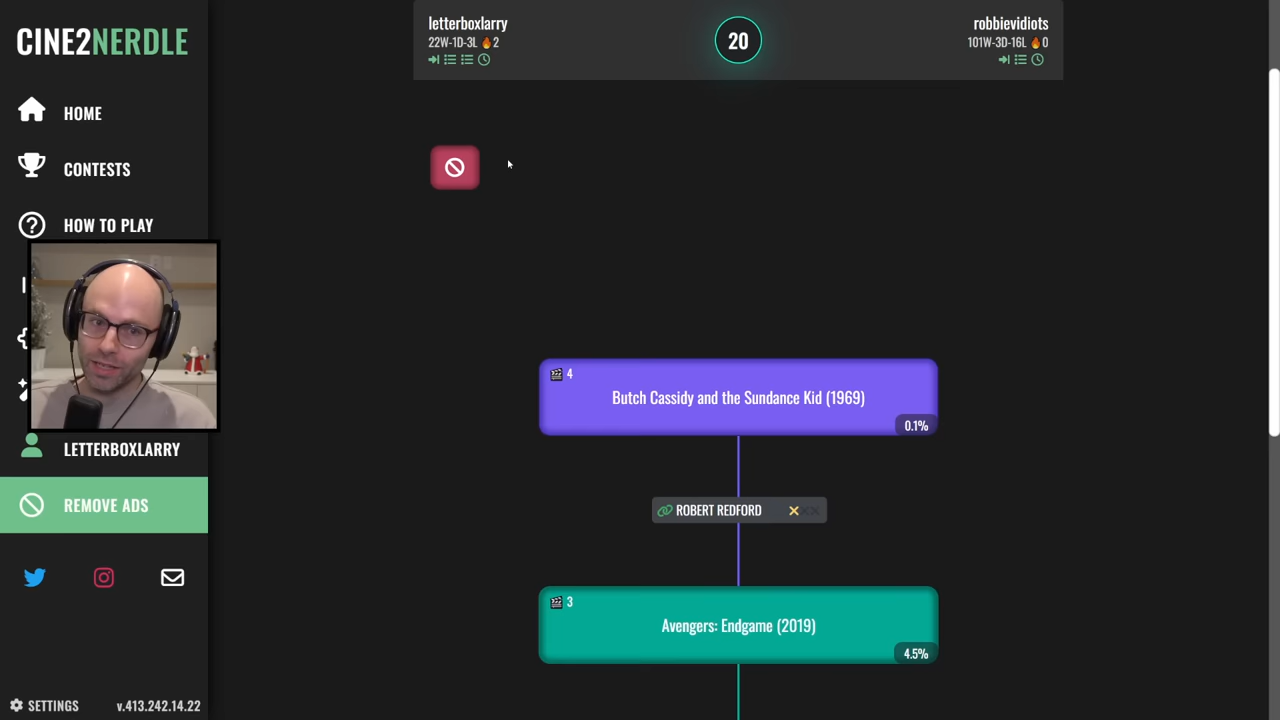 CINE2NERDLE
HOME
CONTESTS
HOW TO PLAY
LETTERBOXLARRY
REMOVE ADS
SETTINGS
v.413.242.14.22
letterboxlarry
22W-1D-3L 🔥2
20
robbievidiots
101W-3D-16L 🔥0
4
Butch Cassidy and the Sundance Kid (1969)
0.1%
ROBERT REDFORD
3
Avengers: Endgame (2019)
4.5%